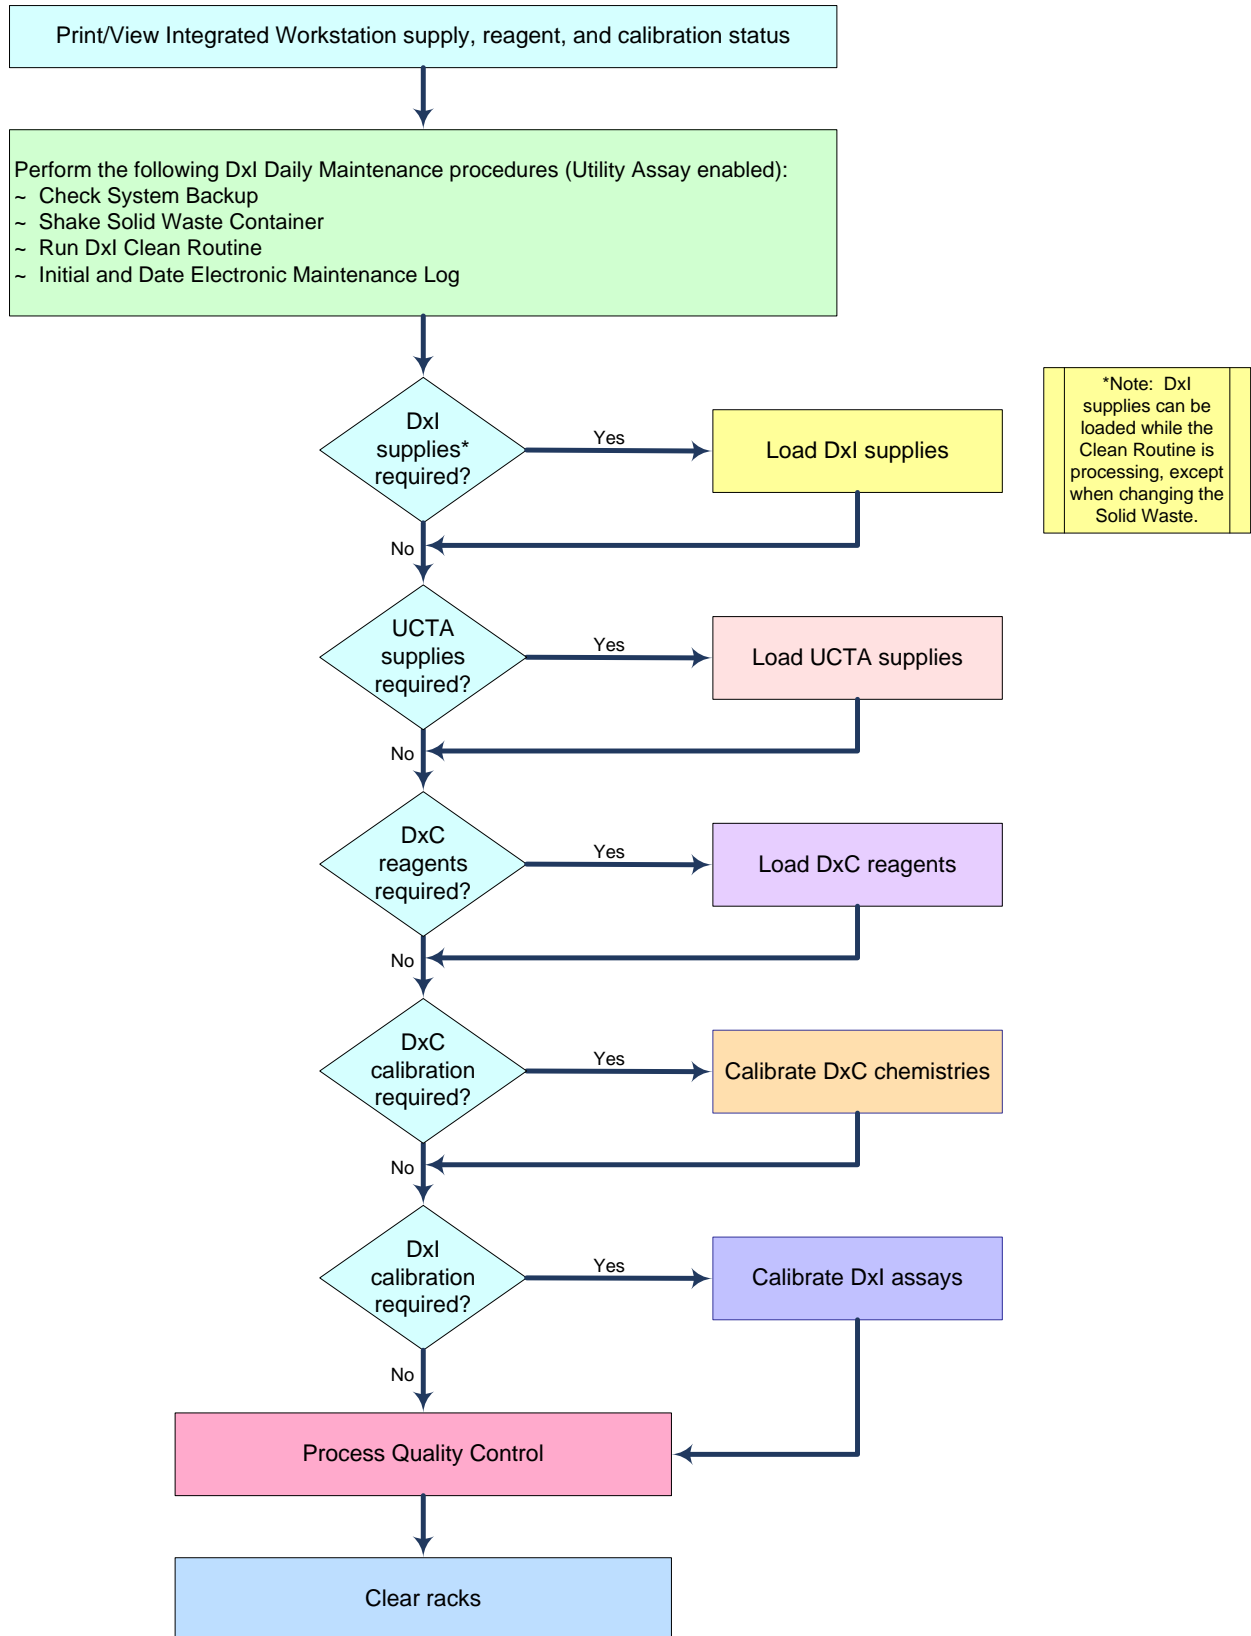 Print/View Integrated Workstation supply, reagent, and calibration status
Perform the following DxI Daily Maintenance procedures (Utility Assay enabled):
~ Check System Backup
~ Shake Solid Waste Container
~ Run DxI Clean Routine
~ Initial and Date Electronic Maintenance Log
DxI
supplies*
required?
Yes
Load DxI supplies
*Note: DxI
supplies can be
loaded while the
Clean Routine is
processing, except
when changing the
Solid Waste.
No
UCTA
supplies
required?
Yes
Load UCTA supplies
No
DxC
reagents
required?
Yes
Load DxC reagents
No
DxC
calibration
required?
Yes
Calibrate DxC chemistries
No
DxI
calibration
required?
Yes
Calibrate DxI assays
No
Process Quality Control
Clear racks